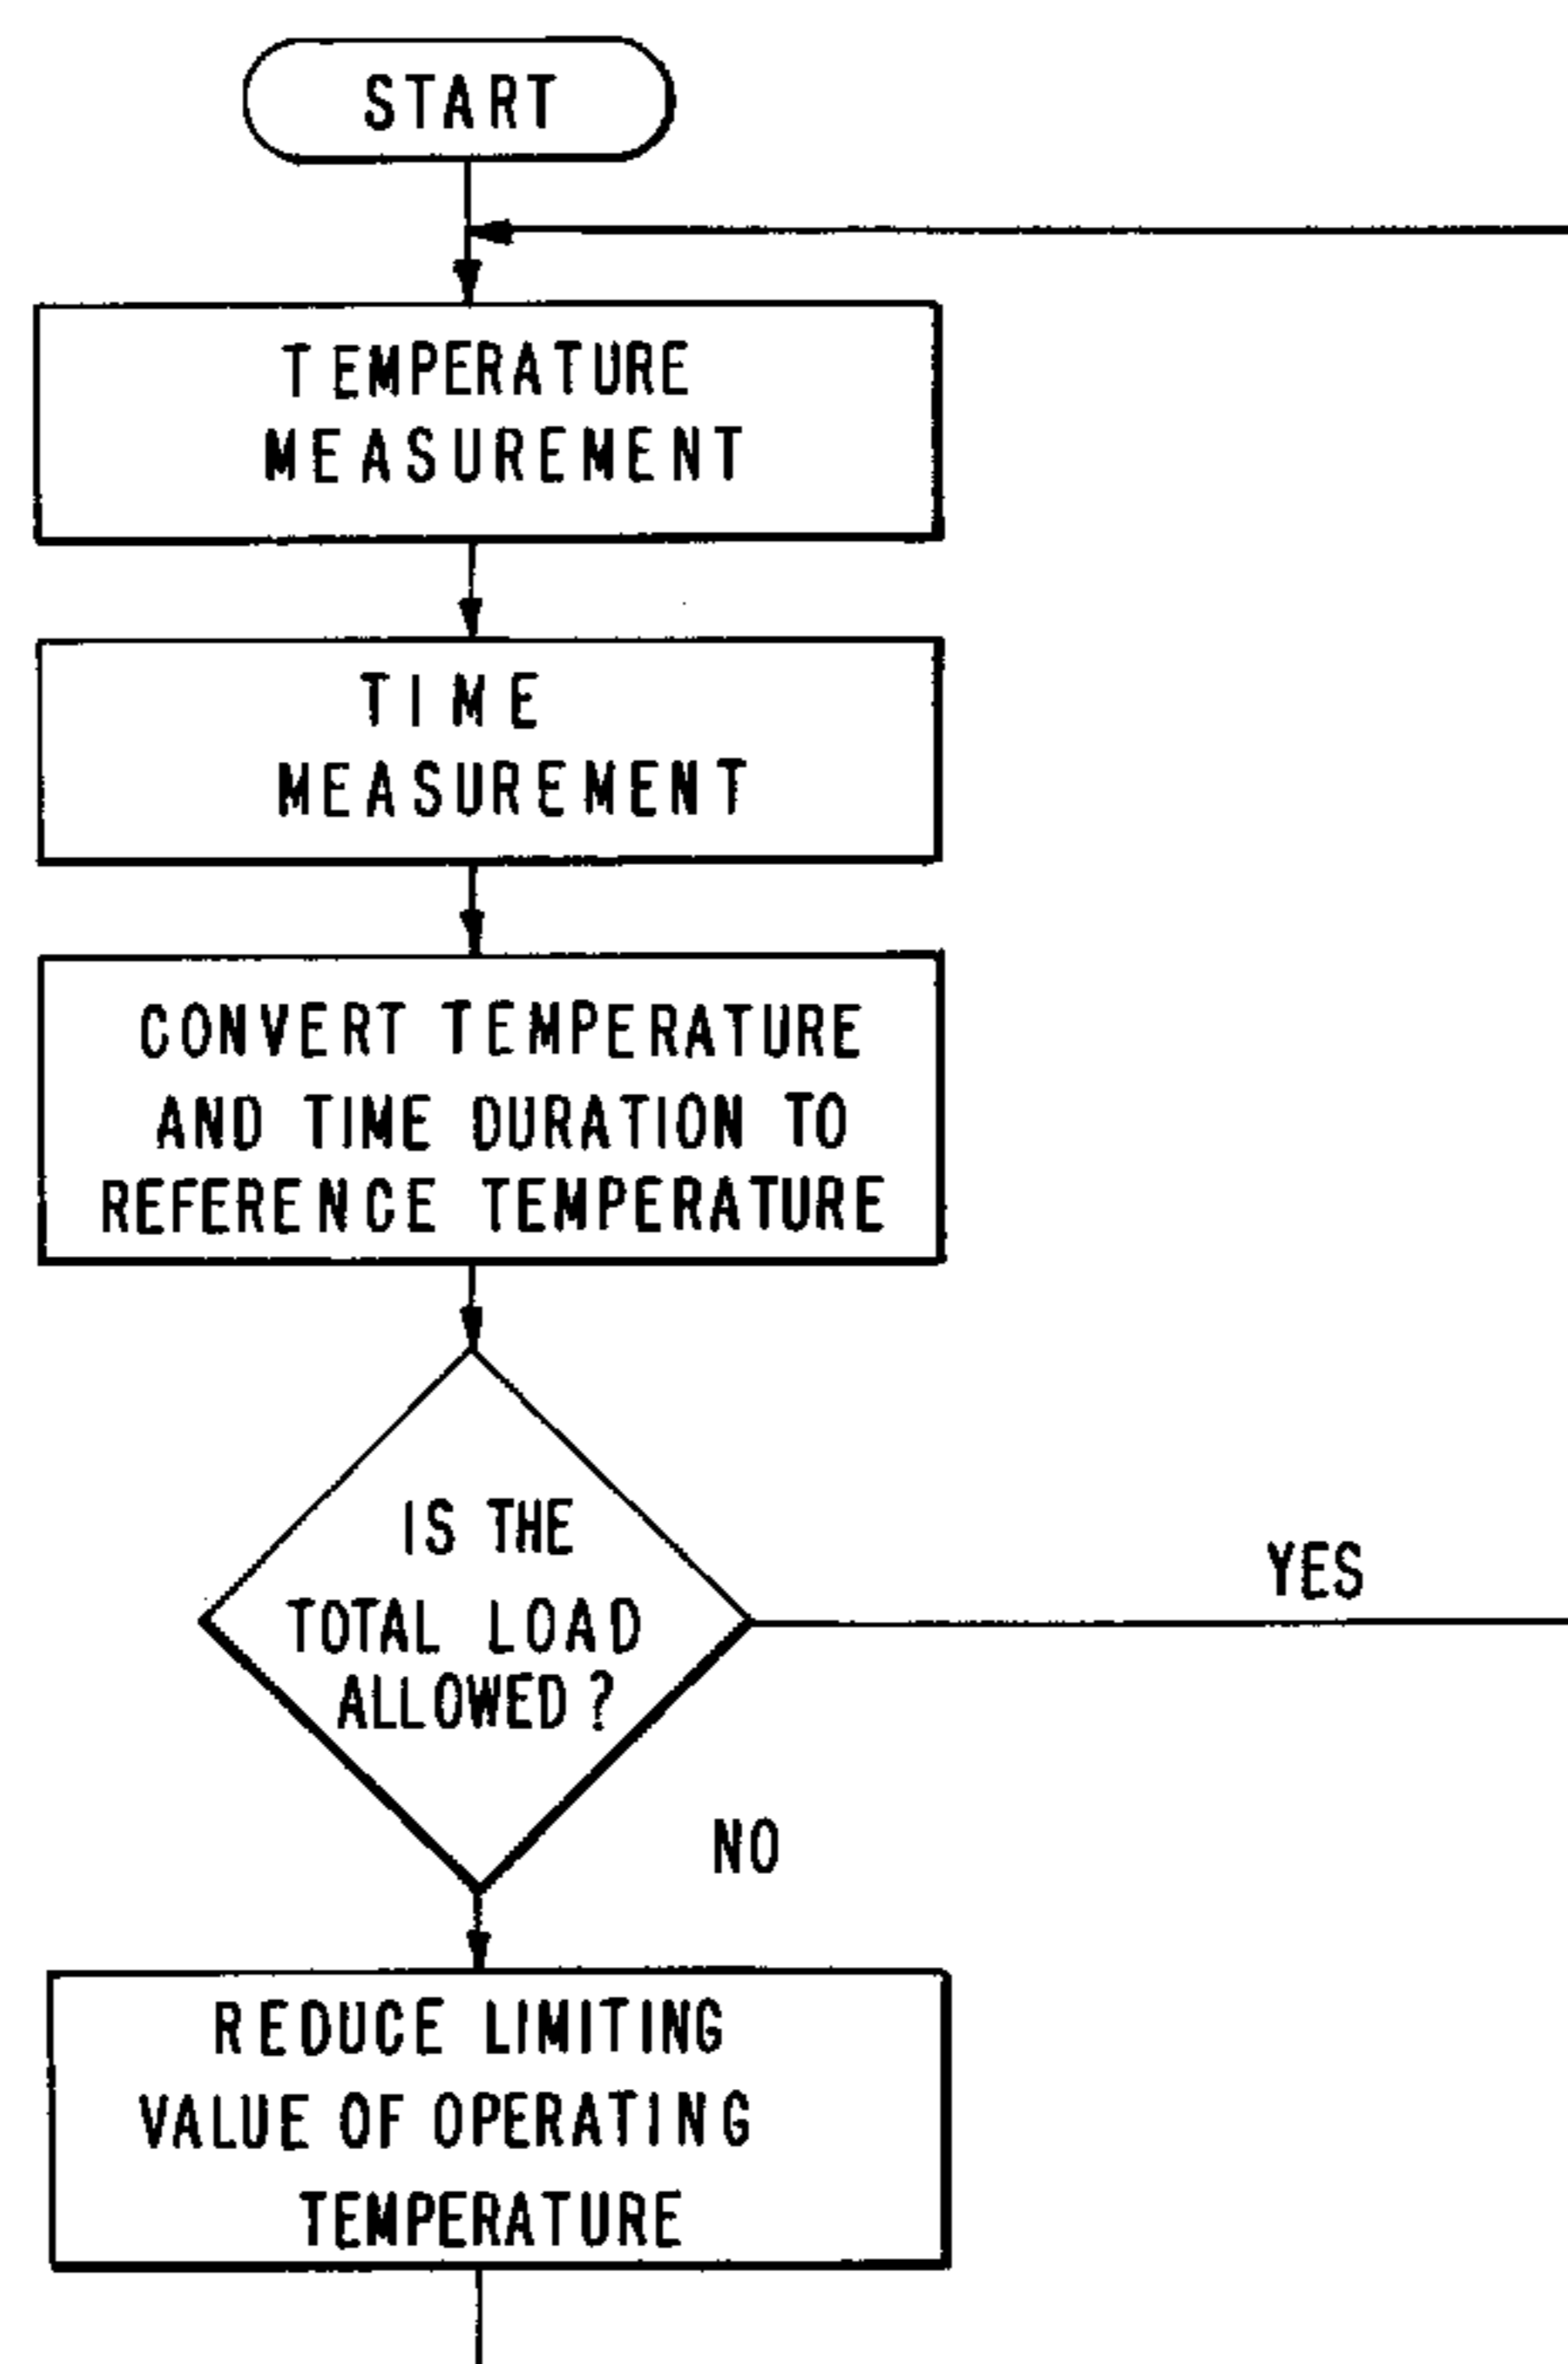 START
TEMPERATURE
MEASUREMENT
TIME
MEASUREMENT
CONVERT TEMPERATURE
AND TIME DURATION TO
REFERENCE TEMPERATURE
IS THE
TOTAL LOAD
ALLOWED?
YES
NO
REDUCE LIMITING
VALUE OF OPERATING
TEMPERATURE